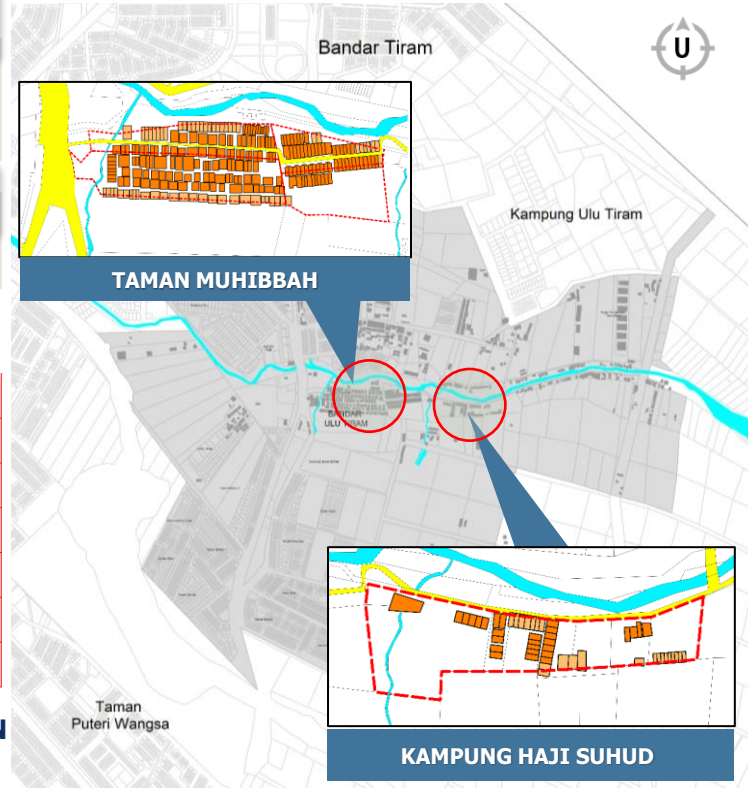 Bandar Tiram
U
TAMAN MUHIBBAH
Kampung Ulu Tiram
BANDAR
ULU TIRAM
Taman
Puteri Wangsa
N
KAMPUNG HAJI SUHUD